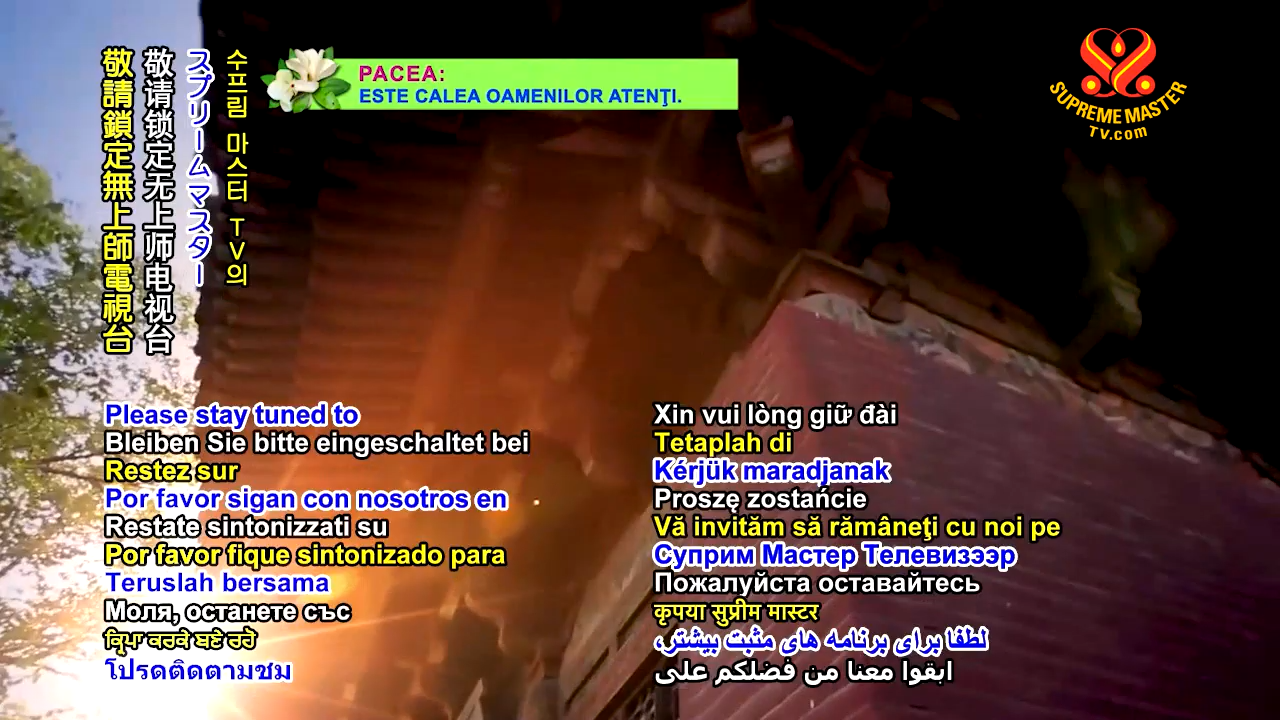 敬請鎖定無上師電視台
敬请锁定无上师电视台
スプリームマスター
수프림 마스터 TV의
PACEA:
ESTE CALEA OAMENILOR ATENŢI.
SUPREME MASTER
TV.com
Please stay tuned to
Bleiben Sie bitte eingeschaltet bei
Restez sur
Por favor sigan con nosotros en
Restate sintonizzati su
Por favor fique sintonizado para
Teruslah bersama
Моля, останете със
ਕ੍ਰਿਪਾ ਕਰਕੇ ਬਣੇ ਰਹੋ
โปรดติดตามชม
Xin vui lòng giữ đài
Tetaplah di
Kérjük maradjanak
Proszę zostańcie
Vă invităm să rămâneţi cu noi pe
Суприм Мастер Телевизээр
Пожалуйста оставайтесь
कृपया सुप्रीम मास्टर
لطفا برای برنامه های مثبت بیشتر،
ابقوا معنا من فضلكم على